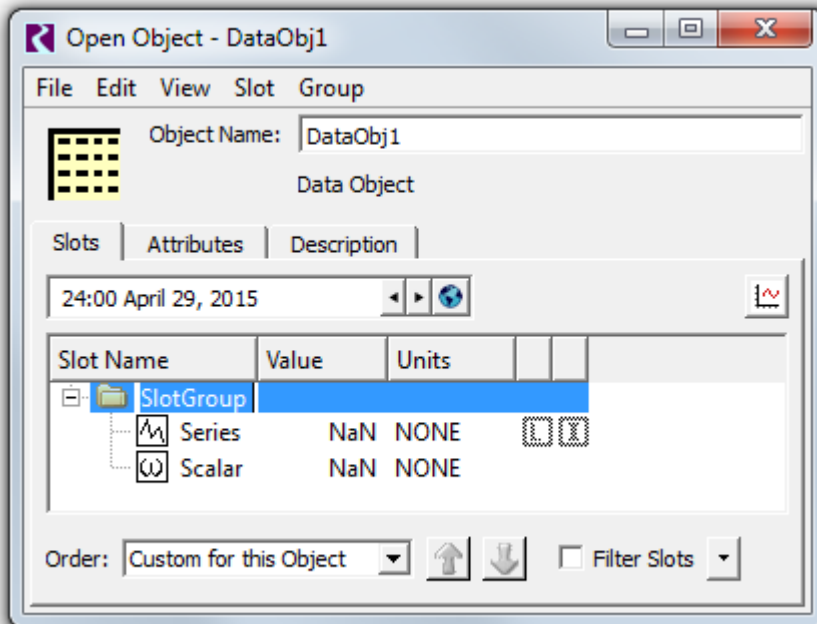 Open Object - DataObj1
File Edit View Slot Group
Object Name: DataObj1
Data Object
Slots Attributes Description
24:00 April 29, 2015
Slot Name Value Units
SlotGroup
Series NaN NONE L X
Scalar NaN NONE
Order: Custom for this Object Filter Slots